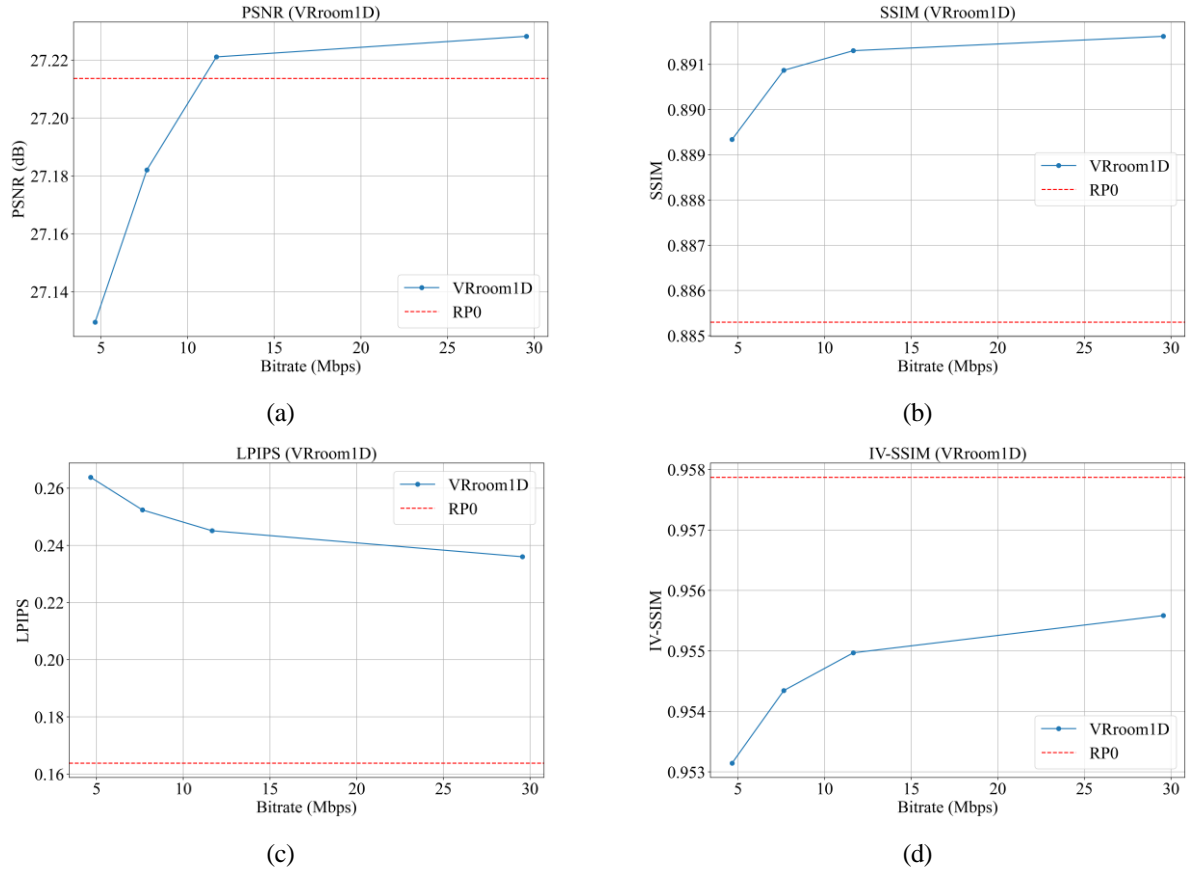 PSNR (VRroom1D)
27.22
27.20
27.18
27.16
27.14
PSNR (dB)
VRroom1D
RP0
5
10
15
20
25
30
Bitrate (Mbps)
(a)
SSIM (VRroom1D)
0.891
0.890
0.889
0.888
0.887
0.886
0.885
SSIM
VRroom1D
RP0
5
10
15
20
25
30
Bitrate (Mbps)
(b)
LPIPS (VRroom1D)
0.26
0.24
0.22
0.20
0.18
0.16
LPIPS
VRroom1D
RP0
5
10
15
20
25
30
Bitrate (Mbps)
(c)
IV-SSIM (VRroom1D)
0.958
0.957
0.956
0.955
0.954
0.953
IV-SSIM
VRroom1D
RP0
5
10
15
20
25
30
Bitrate (Mbps)
(d)